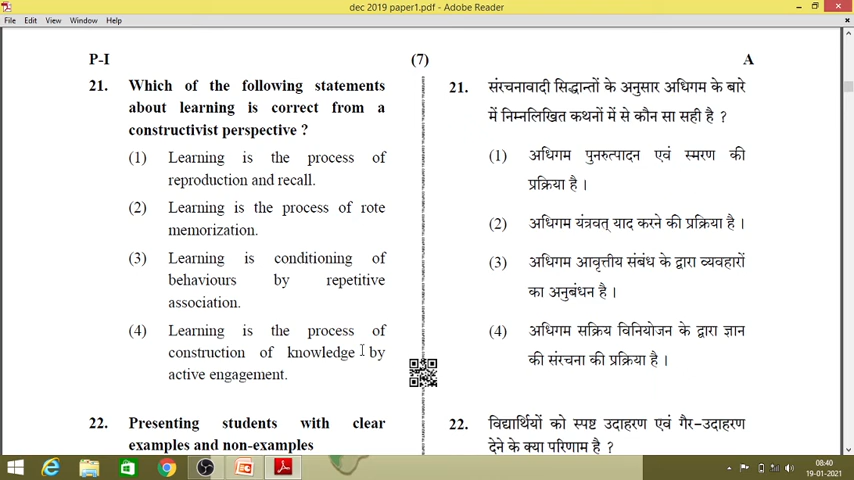 dec 2019 paper1.pdf - Adobe Reader
File Edit View Window Help
P-I
(7)
A
21. Which of the following statements
about learning is correct from a
constructivist perspective ?
(1) Learning is the process of
reproduction and recall.
(2) Learning is the process of rote
memorization.
(3) Learning is conditioning of
behaviours by repetitive
association.
(4) Learning is the process of
construction of knowledge by
active engagement.
22. Presenting students with clear
examples and non-examples
21. संरचनावादी सिद्धान्तों के अनुसार अधिगम के बारे
में निम्नलिखित कथनों में से कौन सा सही है ?
(1) अधिगम पुनरुत्पादन एवं स्मरण की
प्रक्रिया है ।
(2) अधिगम यंत्रवत् याद करने की प्रक्रिया है ।
(3) अधिगम आवृत्तीय संबंध के द्वारा व्यवहारों
का अनुबंधन है ।
(4) अधिगम सक्रिय विनियोजन के द्वारा ज्ञान
की संरचना की प्रक्रिया है ।
22. विद्यार्थियों को स्पष्ट उदाहरण एवं गैर-उदाहरण
देने के क्या परिणाम है ?
08:40
19-01-2021